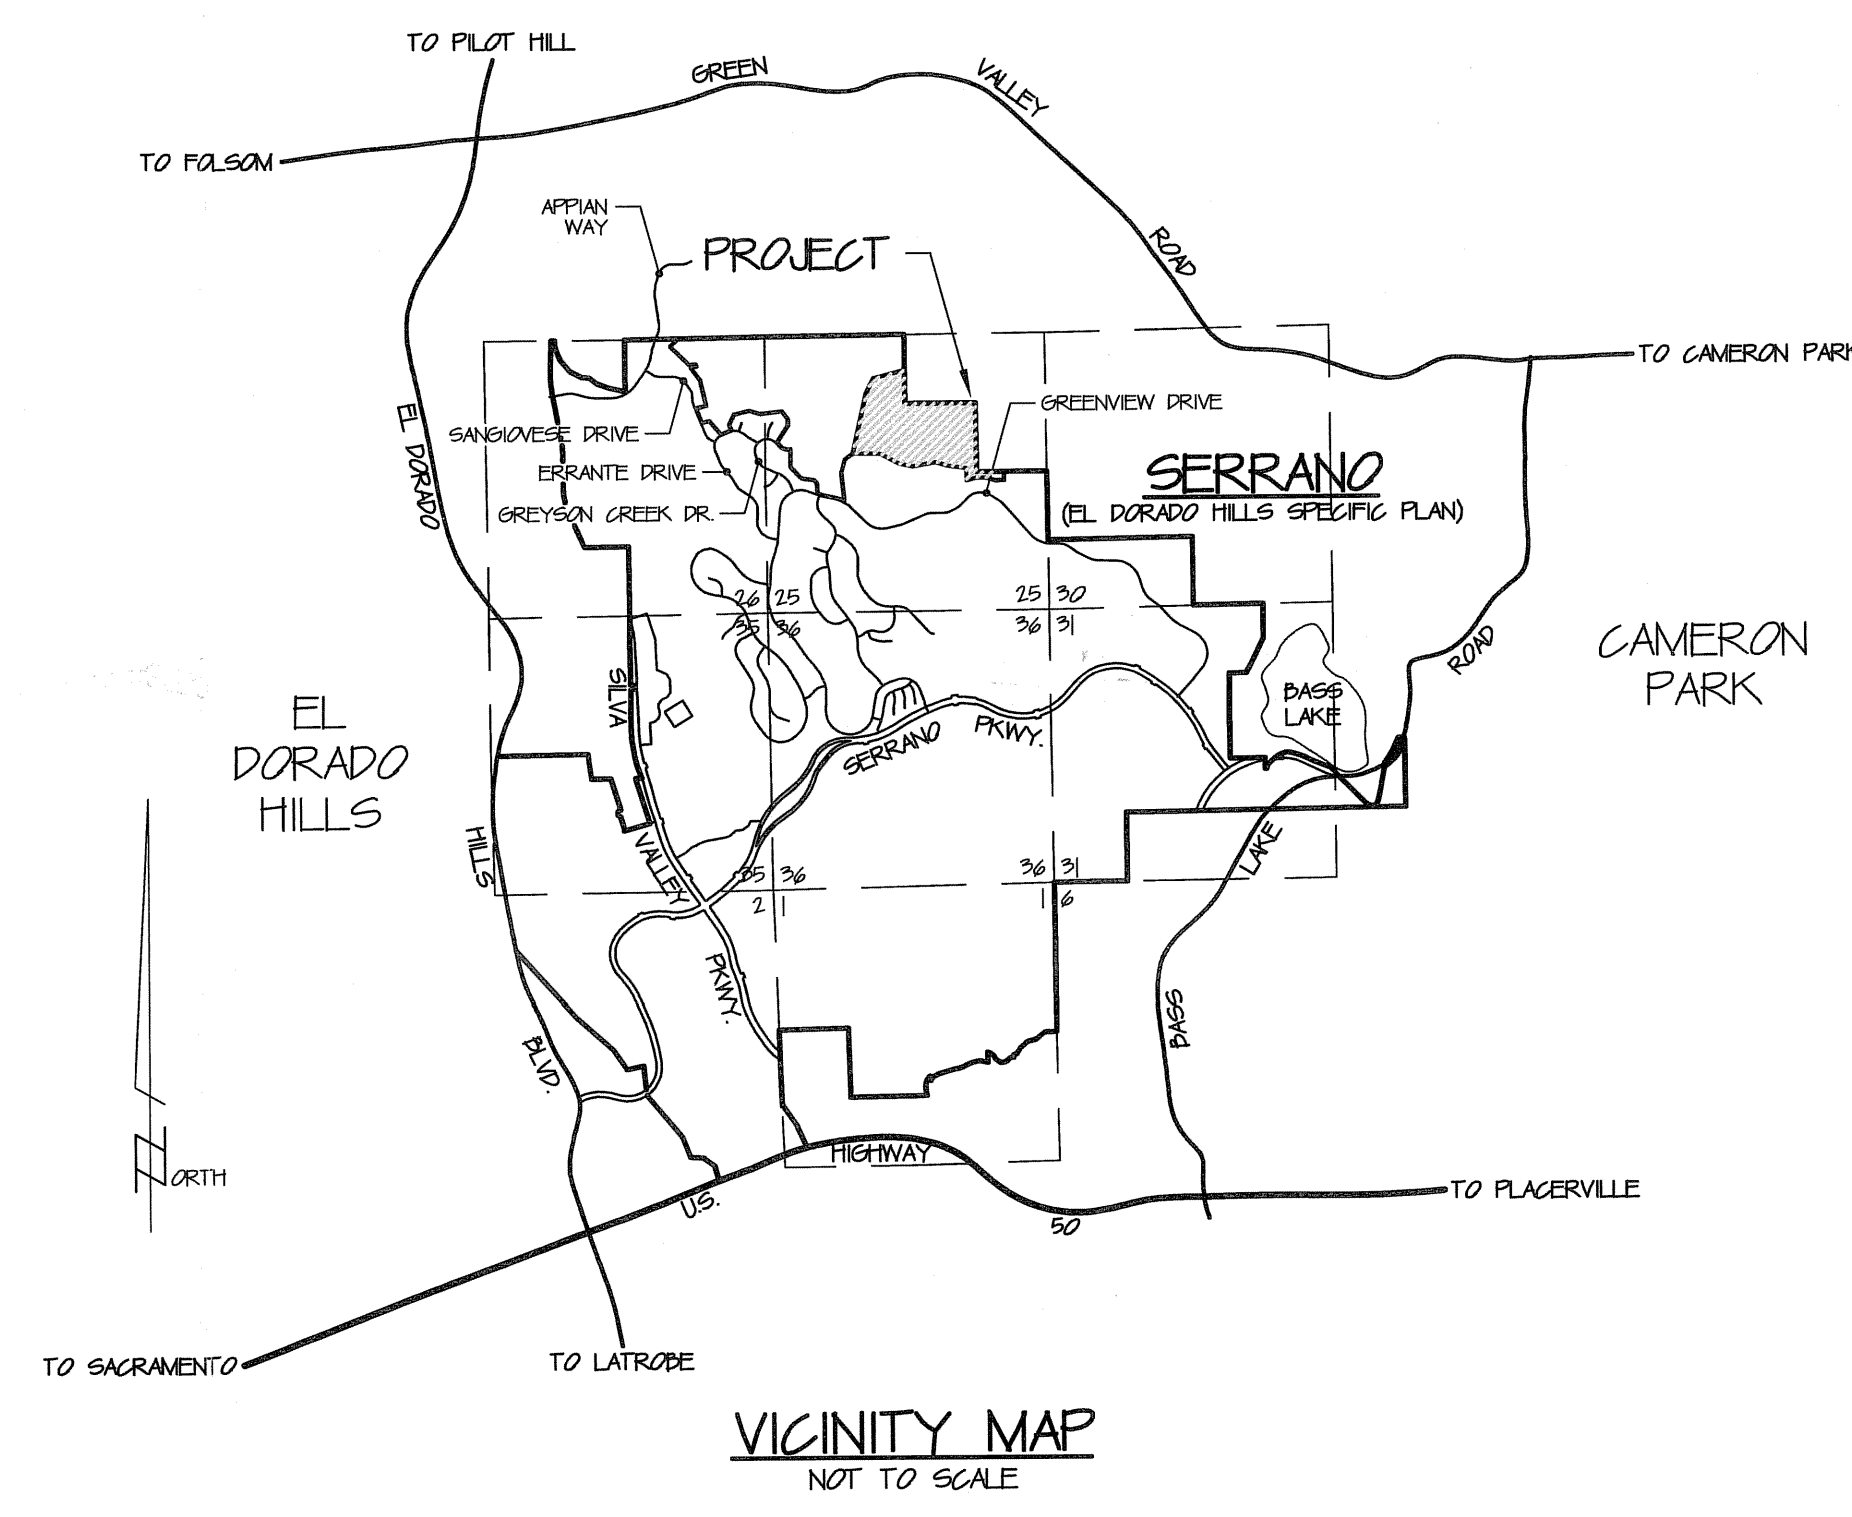 TO PILOT HILL
GREEN
VALLEY
TO FOLSOM
APPIAN
WAY
PROJECT
ROAD
TO CAMERON PARK
GREENVIEW DRIVE
EL DORADO
SANGIOVESE DRIVE
ERRANTE DRIVE
GREYSON CREEK DR.
SERRANO
(EL DORADO HILLS SPECIFIC PLAN)
26 25
35 36
25 30
36 31
ROAD
CAMERON
PARK
SILVA
BASS
LAKE
EL
DORADO
HILLS
SERRANO
PKWY.
HILLS
VALLEY
LAKE
35 36
2 1
36 31
1 6
PKWY.
BASS
BLVD.
HIGHWAY
NORTH
U.S.
50
TO PLACERVILLE
TO SACRAMENTO
TO LATROBE
VICINITY MAP
NOT TO SCALE